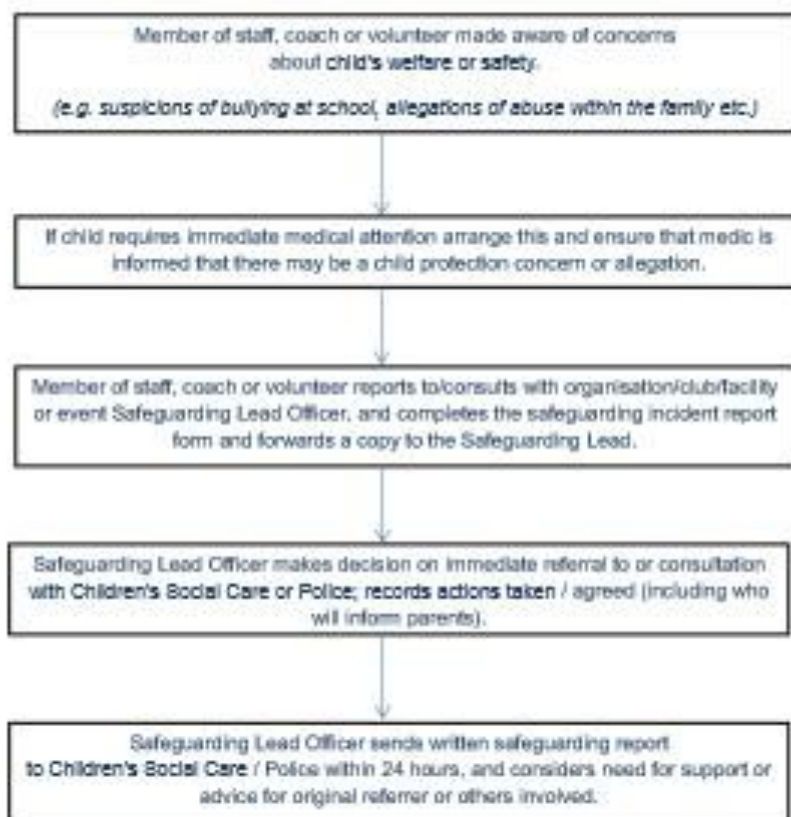 Member of staff, coach or volunteer made aware of concerns
about child's welfare or safety.
(e.g. suspicions of bullying at school, allegations of abuse within the family etc.)
If child requires immediate medical attention arrange this and ensure that medic is
informed that there may be a child protection concern or allegation.
Member of staff, coach or volunteer reports to/consults with organisation/club/facility
or event Safeguarding Lead Officer, and completes the safeguarding incident report
form and forwards a copy to the Safeguarding Lead.
Safeguarding Lead Officer makes decision on immediate referral to or consultation
with Children's Social Care or Police; records actions taken / agreed (including who
will inform parents).
Safeguarding Lead Officer sends written safeguarding report
to Children's Social Care / Police within 24 hours, and considers need for support or
advice for original referrer or others involved.